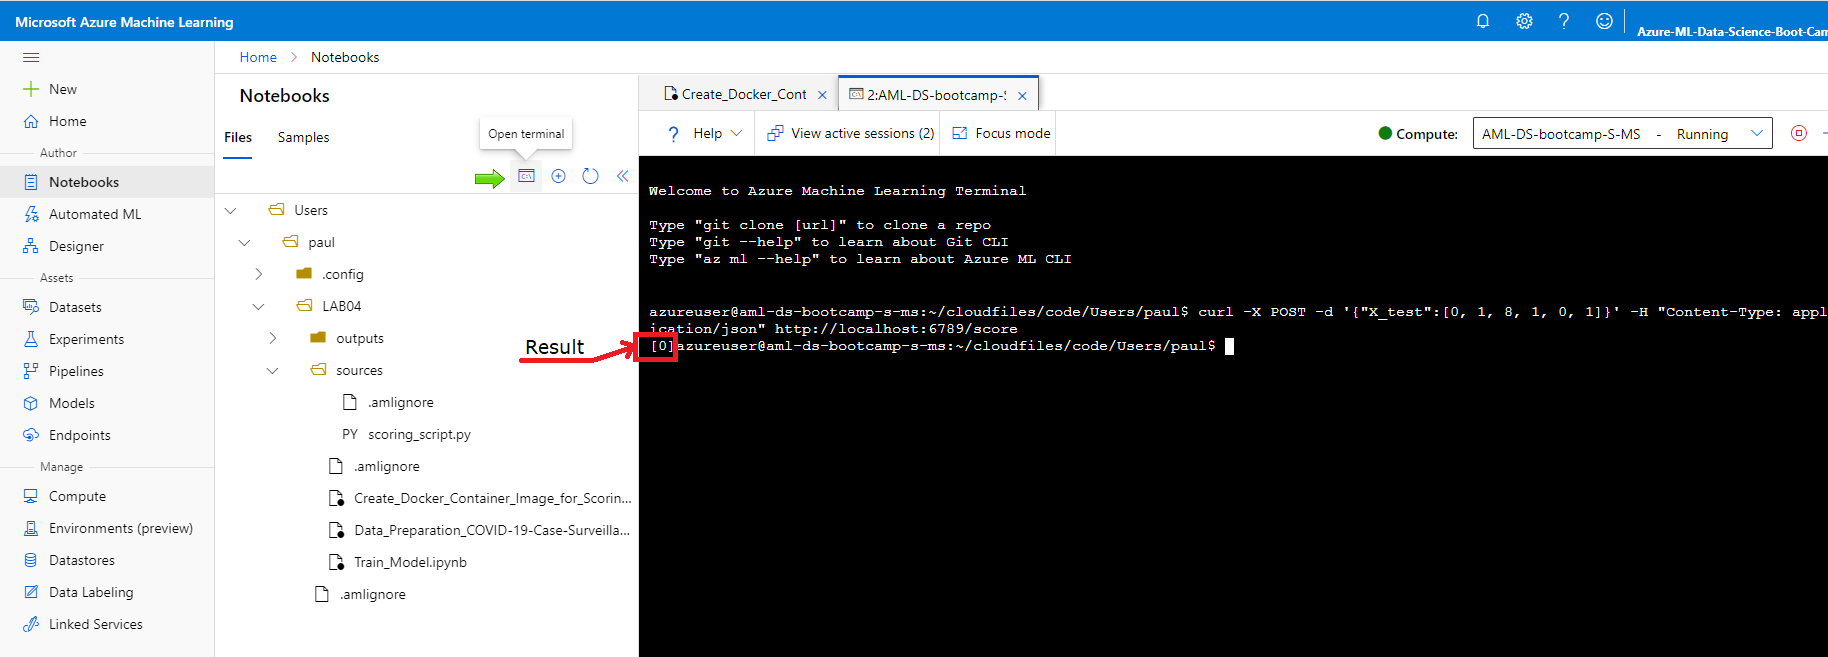 Microsoft Azure Machine Learning
Azure-ML-Data-Science-Boot-Cam
New
Home
Author
Notebooks
Automated ML
Designer
Assets
Datasets
Experiments
Pipelines
Models
Endpoints
Manage
Compute
Environments (preview)
Datastores
Data Labeling
Linked Services
Home > Notebooks
Notebooks
Files Samples
Open terminal
Users
paul
.config
LAB04
outputs
sources
.amlignore
PY scoring_script.py
.amlignore
Create_Docker_Container_Image_for_Scorin...
Data_Preparation_COVID-19-Case-Surveilla...
Train_Model.ipynb
.amlignore
Result
Create_Docker_Cont 2:AML-DS-bootcamp-S
? Help View active sessions (2) Focus mode Compute: AML-DS-bootcamp-S-MS - Running
Welcome to Azure Machine Learning Terminal
Type "git clone [url]" to clone a repo
Type "git --help" to learn about Git CLI
Type "az ml --help" to learn about Azure ML CLI
azureuser@aml-ds-bootcamp-s-ms:~/cloudfiles/code/Users/paul$ curl -X POST -d '{"X_test":[0, 1, 8, 1, 0, 1]}' -H "Content-Type: appl
ication/json" http://localhost:6789/score
[0]azureuser@aml-ds-bootcamp-s-ms:~/cloudfiles/code/Users/paul$